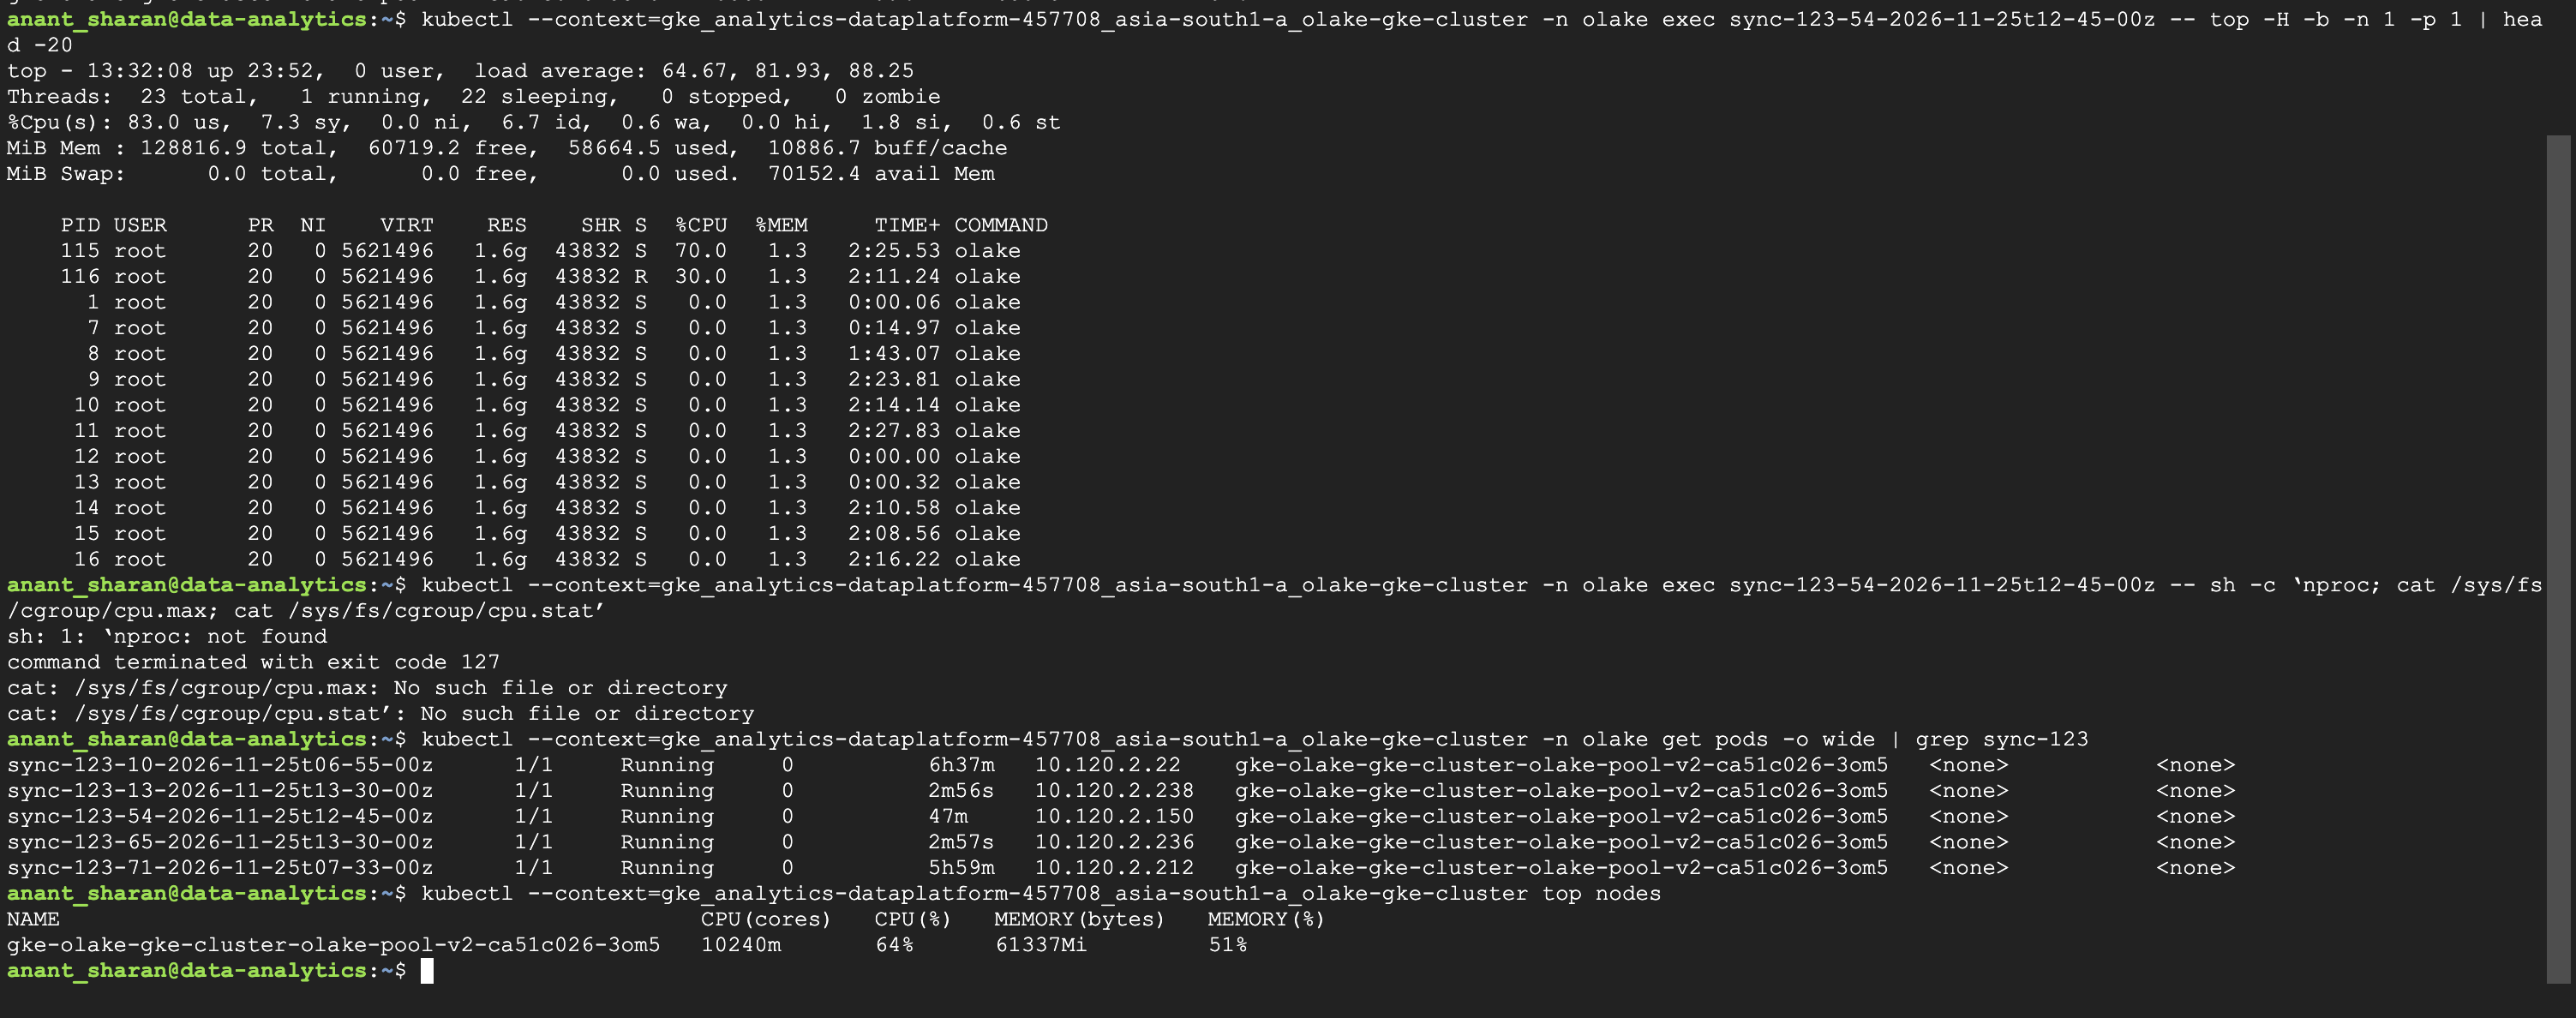 anant_sharan@data-analytics:~$ kubectl --context=gke_analytics-dataplatform-457708_asia-south1-a_olake-gke-cluster -n olake exec sync-123-54-2026-11-25t12-45-00z -- top -H -b -n 1 -p 1 | hea
d -20
top - 13:32:08 up 23:52,  0 user,  load average: 64.67, 81.93, 88.25
Threads:  23 total,   1 running,  22 sleeping,   0 stopped,   0 zombie
%Cpu(s): 83.0 us,  7.3 sy,  0.0 ni,  6.7 id,  0.6 wa,  0.0 hi,  1.8 si,  0.6 st
MiB Mem : 128816.9 total,  60719.2 free,  58664.5 used,  10886.7 buff/cache
MiB Swap:      0.0 total,      0.0 free,      0.0 used.  70152.4 avail Mem
    PID USER      PR  NI    VIRT    RES    SHR S  %CPU  %MEM     TIME+ COMMAND
    115 root      20   0 5621496   1.6g  43832 S  70.0   1.3   2:25.53 olake
    116 root      20   0 5621496   1.6g  43832 R  30.0   1.3   2:11.24 olake
      1 root      20   0 5621496   1.6g  43832 S   0.0   1.3   0:00.06 olake
      7 root      20   0 5621496   1.6g  43832 S   0.0   1.3   0:14.97 olake
      8 root      20   0 5621496   1.6g  43832 S   0.0   1.3   1:43.07 olake
      9 root      20   0 5621496   1.6g  43832 S   0.0   1.3   2:23.81 olake
     10 root      20   0 5621496   1.6g  43832 S   0.0   1.3   2:14.14 olake
     11 root      20   0 5621496   1.6g  43832 S   0.0   1.3   2:27.83 olake
     12 root      20   0 5621496   1.6g  43832 S   0.0   1.3   0:00.00 olake
     13 root      20   0 5621496   1.6g  43832 S   0.0   1.3   0:00.32 olake
     14 root      20   0 5621496   1.6g  43832 S   0.0   1.3   2:10.58 olake
     15 root      20   0 5621496   1.6g  43832 S   0.0   1.3   2:08.56 olake
     16 root      20   0 5621496   1.6g  43832 S   0.0   1.3   2:16.22 olake
anant_sharan@data-analytics:~$ kubectl --context=gke_analytics-dataplatform-457708_asia-south1-a_olake-gke-cluster -n olake exec sync-123-54-2026-11-25t12-45-00z -- sh -c ‘nproc; cat /sys/fs
/cgroup/cpu.max; cat /sys/fs/cgroup/cpu.stat’
sh: 1: ‘nproc: not found
command terminated with exit code 127
cat: /sys/fs/cgroup/cpu.max: No such file or directory
cat: /sys/fs/cgroup/cpu.stat’: No such file or directory
anant_sharan@data-analytics:~$ kubectl --context=gke_analytics-dataplatform-457708_asia-south1-a_olake-gke-cluster -n olake get pods -o wide | grep sync-123
sync-123-10-2026-11-25t06-55-00z      1/1     Running     0          6h37m   10.120.2.22    gke-olake-gke-cluster-olake-pool-v2-ca51c026-3om5   <none>           <none>
sync-123-13-2026-11-25t13-30-00z      1/1     Running     0          2m56s   10.120.2.238   gke-olake-gke-cluster-olake-pool-v2-ca51c026-3om5   <none>           <none>
sync-123-54-2026-11-25t12-45-00z      1/1     Running     0          47m     10.120.2.150   gke-olake-gke-cluster-olake-pool-v2-ca51c026-3om5   <none>           <none>
sync-123-65-2026-11-25t13-30-00z      1/1     Running     0          2m57s   10.120.2.236   gke-olake-gke-cluster-olake-pool-v2-ca51c026-3om5   <none>           <none>
sync-123-71-2026-11-25t07-33-00z      1/1     Running     0          5h59m   10.120.2.212   gke-olake-gke-cluster-olake-pool-v2-ca51c026-3om5   <none>           <none>
anant_sharan@data-analytics:~$ kubectl --context=gke_analytics-dataplatform-457708_asia-south1-a_olake-gke-cluster top nodes
NAME                                                CPU(cores)   CPU(%)   MEMORY(bytes)   MEMORY(%)
gke-olake-gke-cluster-olake-pool-v2-ca51c026-3om5   10240m       64%      61337Mi         51%
anant_sharan@data-analytics:~$